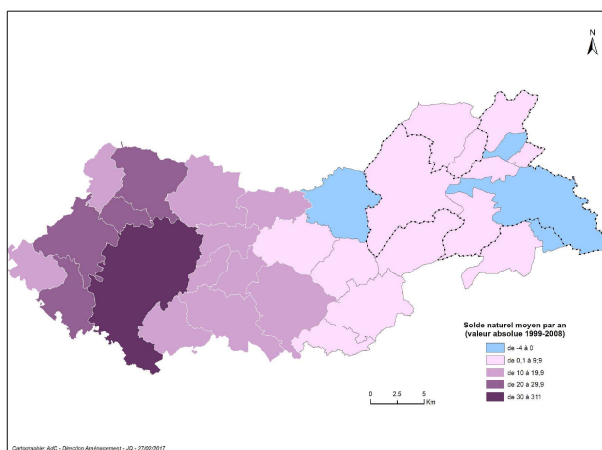 N
Solde naturel moyen par an
(valeur absolue 1999-2008)
de -4 à 0
de 0,1 à 9,9
de 10 à 19,9
de 20 à 29,9
de 30 à 311
0 2,5 5
Km
Cartographie: AdC - Direction Aménagement - JD - 27/02/2017